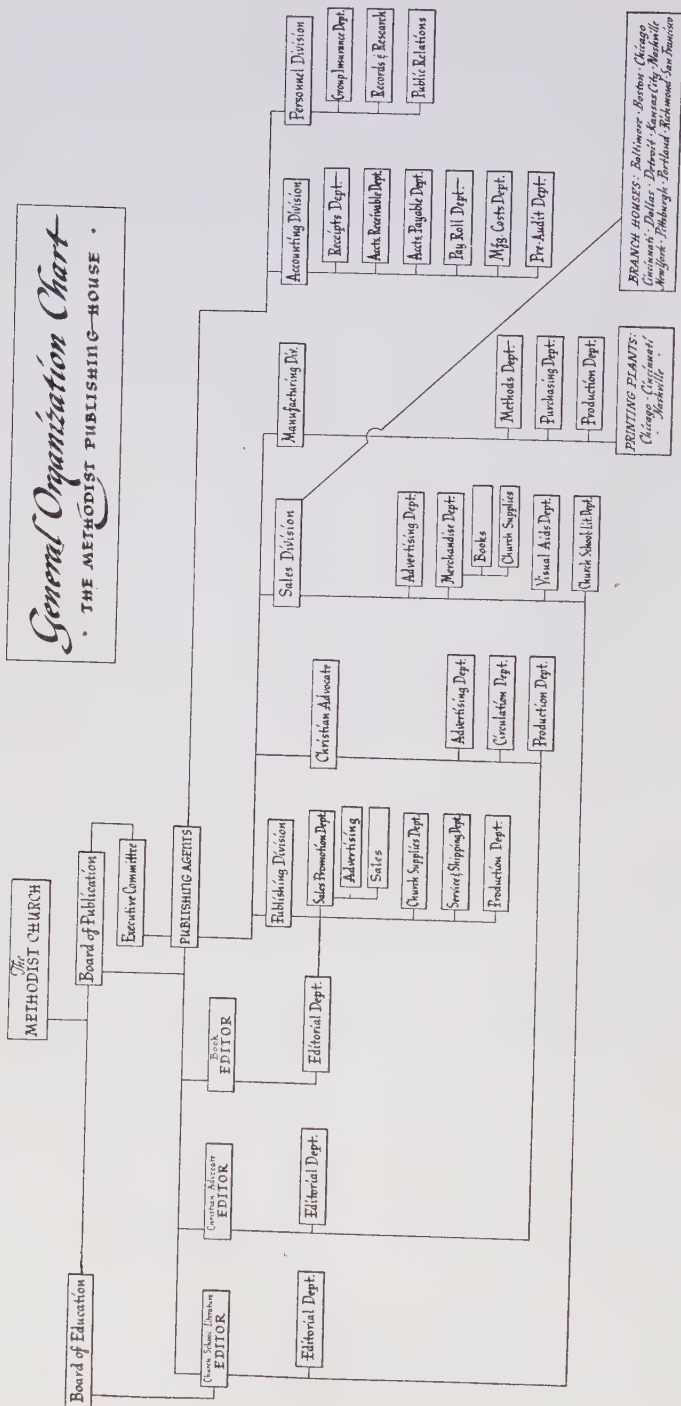 General Organization Chart
· THE METHODIST PUBLISHING HOUSE ·
The
METHODIST CHURCH
Board of Education
Board of Publication
Executive Committee
PUBLISHING AGENTS
Church School Literature
EDITOR
Editorial Dept.
Christian Advocate
EDITOR
Editorial Dept.
Book
EDITOR
Editorial Dept.
Publishing Division
Sales Promotion Dept.
Advertising
Sales
Church Supplies Dept.
Service & Shipping Dept.
Production Dept.
Christian Advocate
Advertising Dept.
Circulation Dept.
Production Dept.
Sales Division
Advertising Dept.
Merchandise Dept.
Books
Church Supplies
Visual Aids Dept.
Church School Lit. Dept.
Manufacturing Div.
Methods Dept.
Purchasing Dept.
Production Dept.
PRINTING PLANTS:
Chicago · Cincinnati
· Nashville ·
Accounting Division
Receipts Dept.
Accts. Receivable Dept.
Accts. Payable Dept.
Pay Roll Dept.
Mfg. Costs Dept.
Pre-Audit Dept.
Personnel Division
Group Insurance Dept.
Records & Research
Public Relations
BRANCH HOUSES: Baltimore · Boston · Chicago
Cincinnati · Dallas · Detroit · Kansas City · Nashville
New York · Pittsburgh · Portland · Richmond · San Francisco